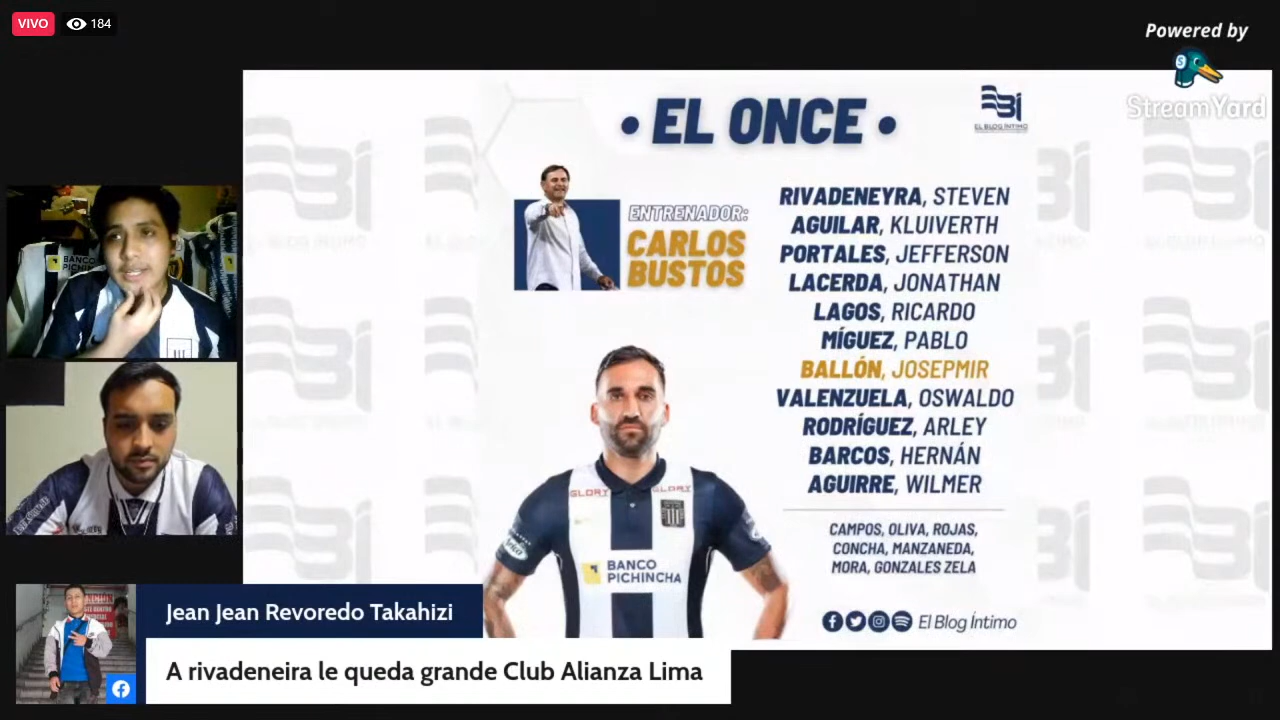 VIVO
184
Powered by
StreamYard
• EL ONCE •
EL BLOG ÍNTIMO
ENTRENADOR:
CARLOS
BUSTOS
RIVADENEYRA, STEVEN
AGUILAR, KLUIVERTH
PORTALES, JEFFERSON
LACERDA, JONATHAN
LAGOS, RICARDO
MÍGUEZ, PABLO
BALLÓN, JOSEPMIR
VALENZUELA, OSWALDO
RODRÍGUEZ, ARLEY
BARCOS, HERNÁN
AGUIRRE, WILMER
CAMPOS, OLIVA, ROJAS,
CONCHA, MANZANEDA,
MORA, GONZALES ZELA
El Blog Íntimo
BANCO
PICHIN
GLORY GLORY
BANCO
PICHINCHA
Jean Jean Revoredo Takahizi
A rivadeneira le queda grande Club Alianza Lima